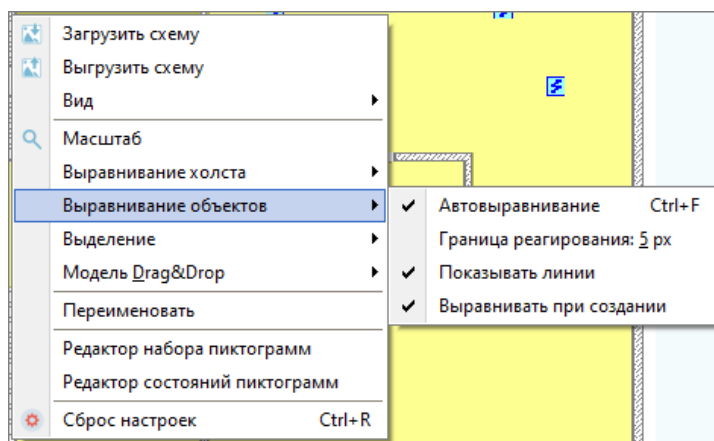 Загрузить схему
Выгрузить схему
Вид
Масштаб
Выравнивание холста
Выравнивание объектов
Автовыравнивание Ctrl+F
Граница реагирования: 5 px
Выделение
Модель Drag&Drop
Показывать линии
Выравнивать при создании
Переименовать
Редактор набора пиктограмм
Редактор состояний пиктограмм
Сброс настроек Ctrl+R